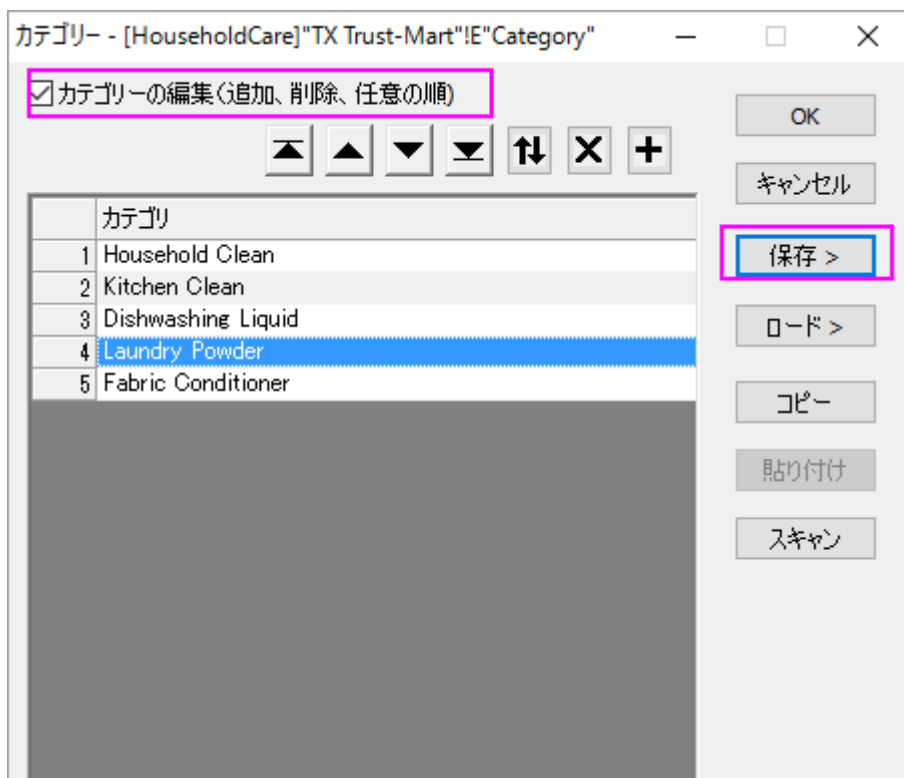 カテゴリー - [HouseholdCare]"TX Trust-Mart"!E"Category"
カテゴリーの編集(追加、削除、任意の順)
OK
キャンセル
保存 >
ロード >
コピー
貼り付け
スキャン
カテゴリ
1 Household Clean
2 Kitchen Clean
3 Dishwashing Liquid
4 Laundry Powder
5 Fabric Conditioner